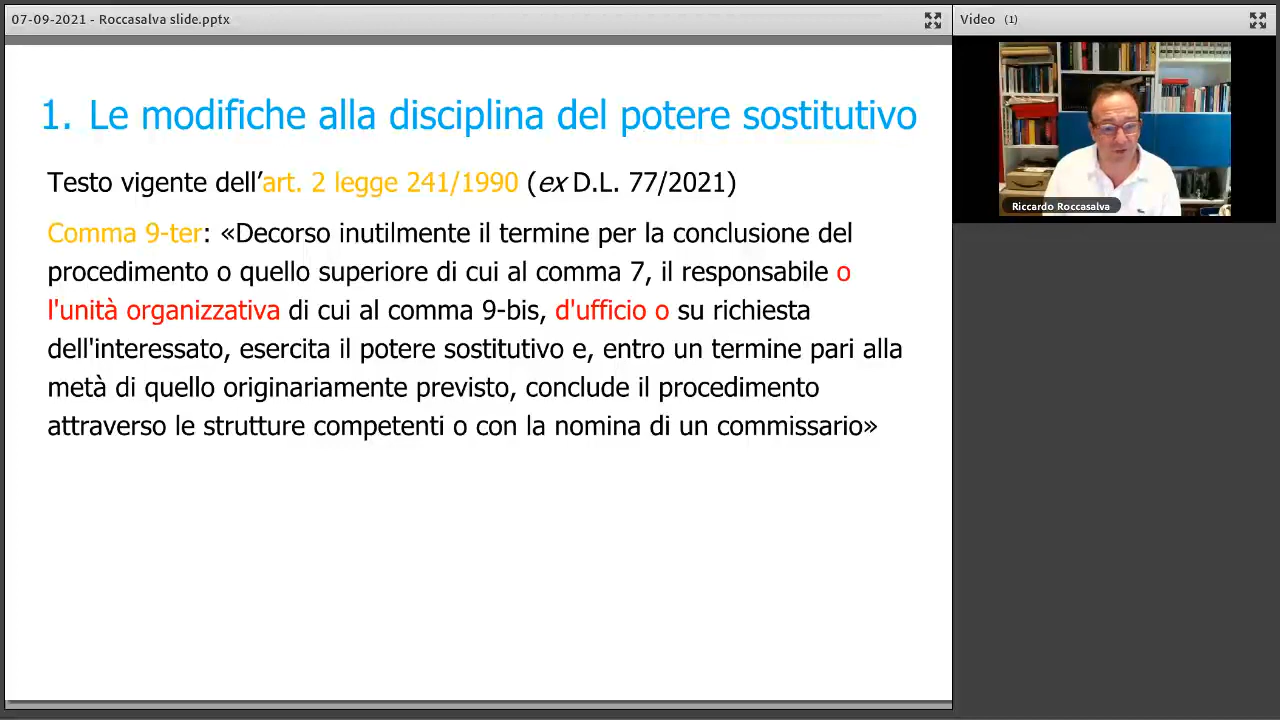 07-09-2021 - Roccasalva slide.pptx
Video (1)
1. Le modifiche alla disciplina del potere sostitutivo
Testo vigente dell’art. 2 legge 241/1990 (ex D.L. 77/2021)
Comma 9-ter: «Decorso inutilmente il termine per la conclusione del
procedimento o quello superiore di cui al comma 7, il responsabile o
l'unità organizzativa di cui al comma 9-bis, d'ufficio o su richiesta
dell'interessato, esercita il potere sostitutivo e, entro un termine pari alla
metà di quello originariamente previsto, conclude il procedimento
attraverso le strutture competenti o con la nomina di un commissario»
Riccardo Roccasalva